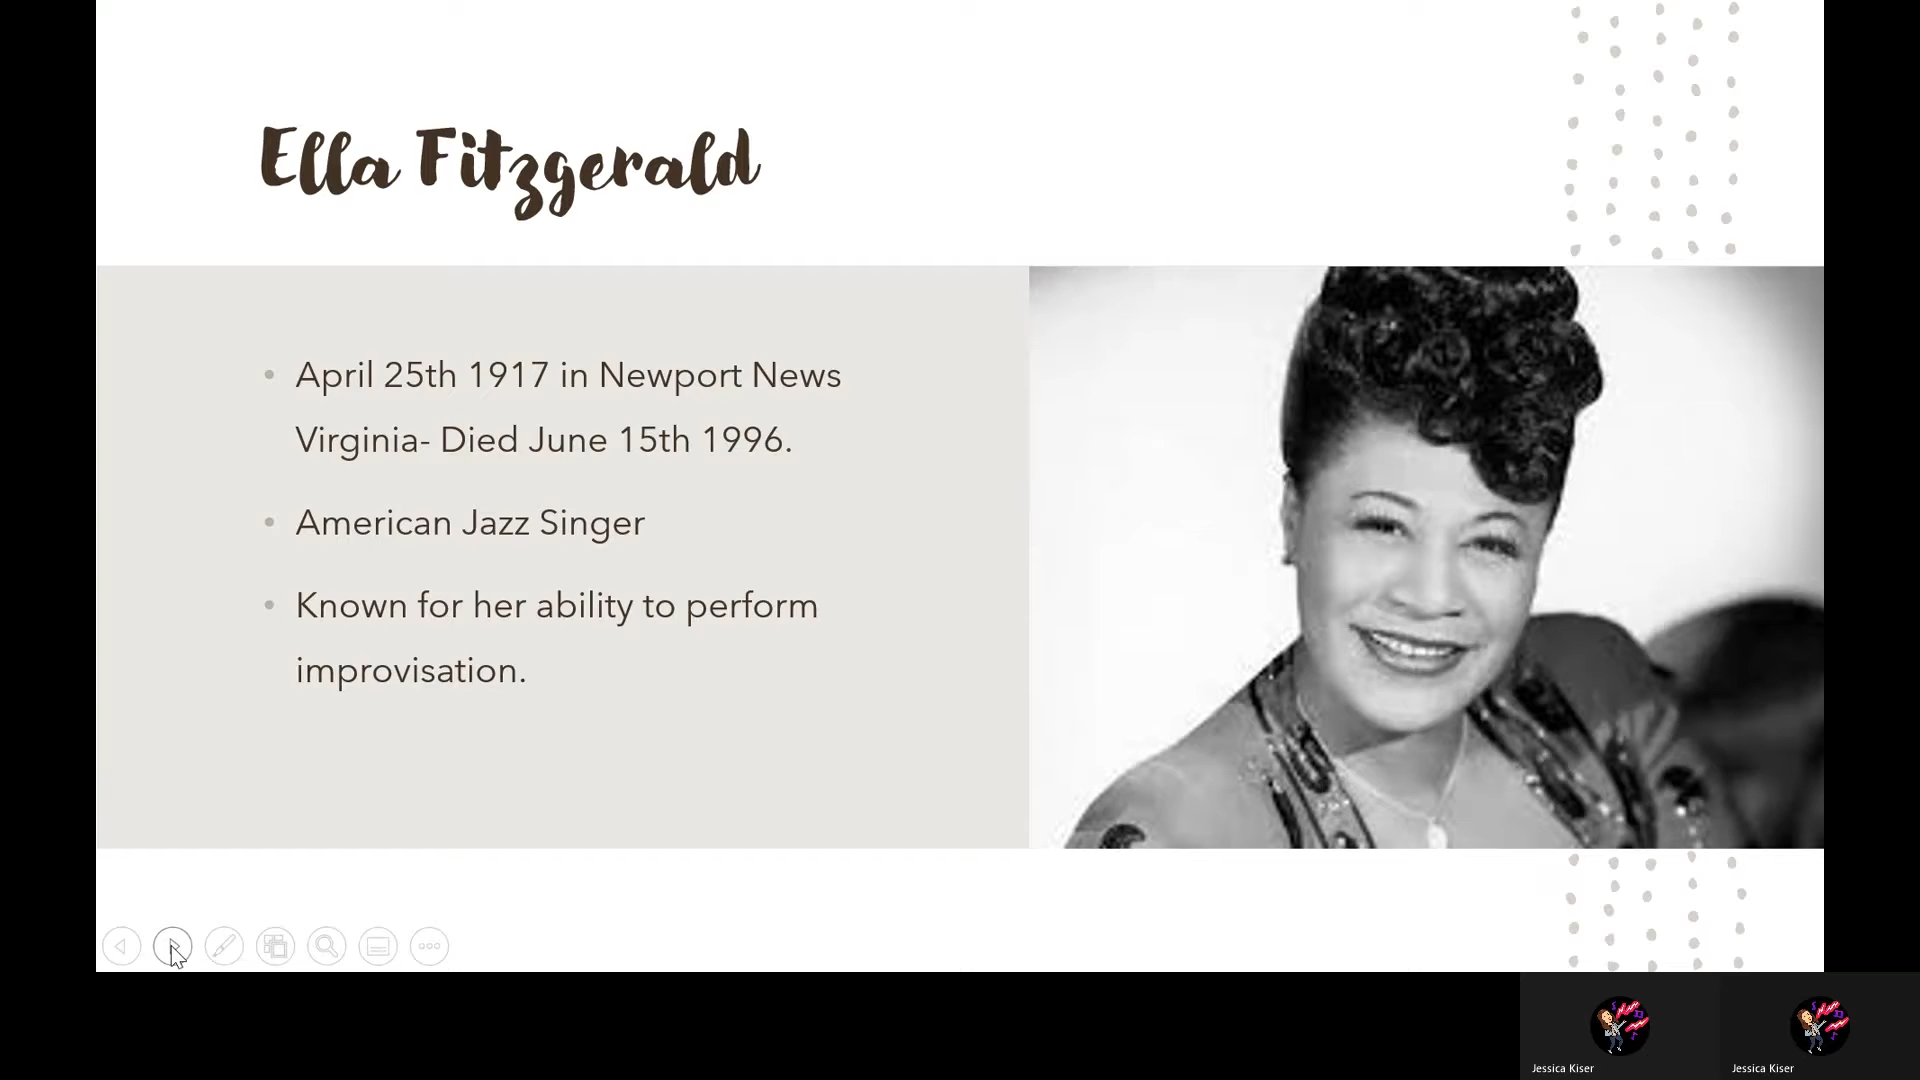 Ella Fitzgerald
• April 25th 1917 in Newport News
Virginia- Died June 15th 1996.
• American Jazz Singer
• Known for her ability to perform
improvisation.
Jessica Kiser
Jessica Kiser